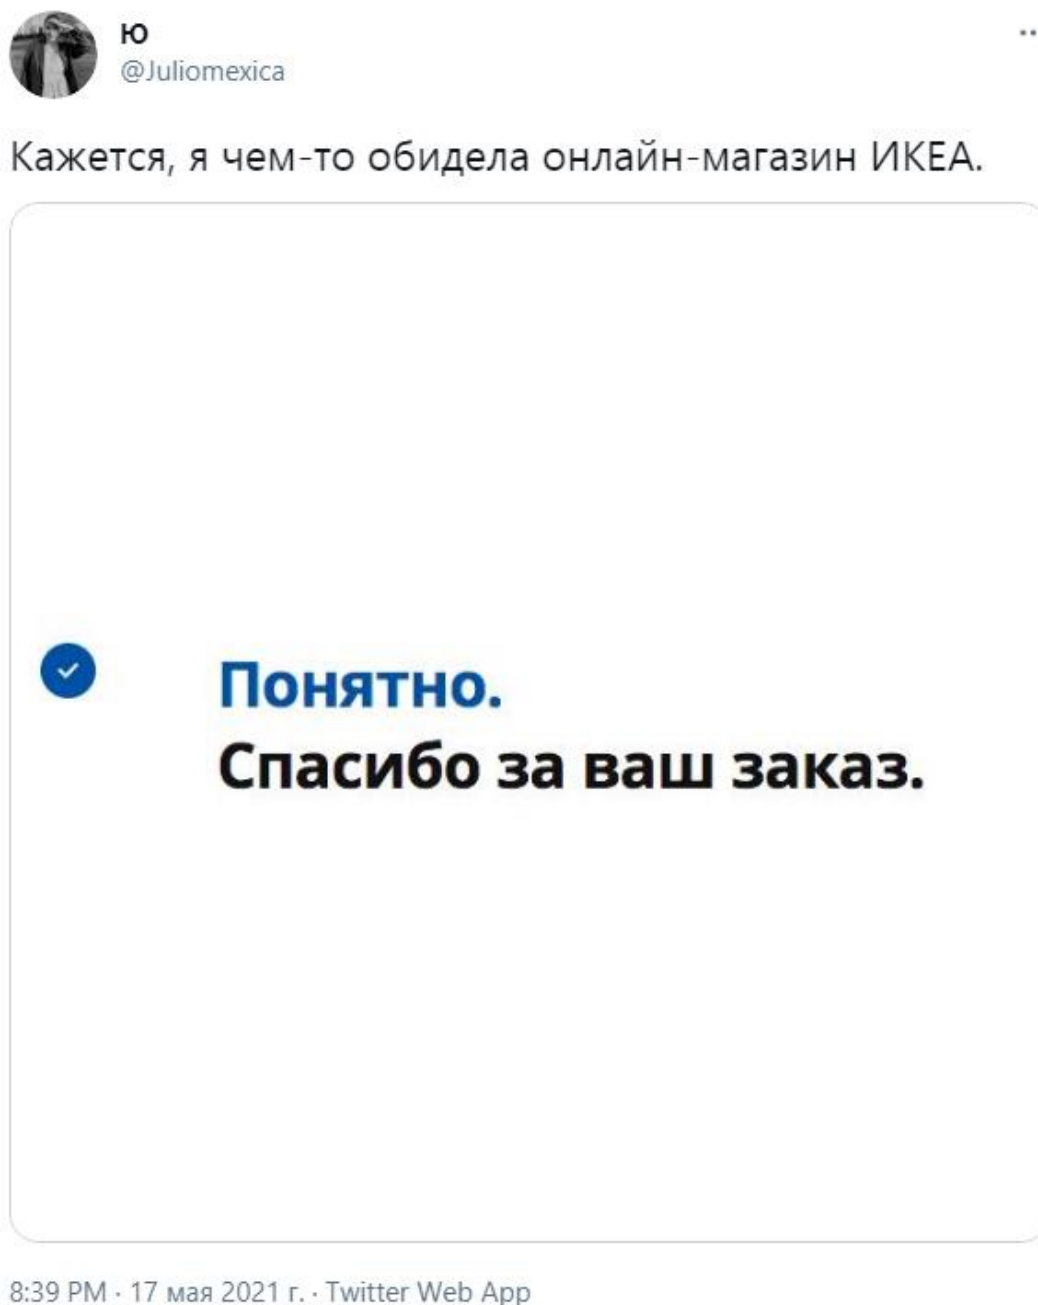 Ю
@Juliomexica
Кажется, я чем-то обидела онлайн-магазин ИКЕА.
Понятно.
Спасибо за ваш заказ.
8:39 PM · 17 мая 2021 г. · Twitter Web App